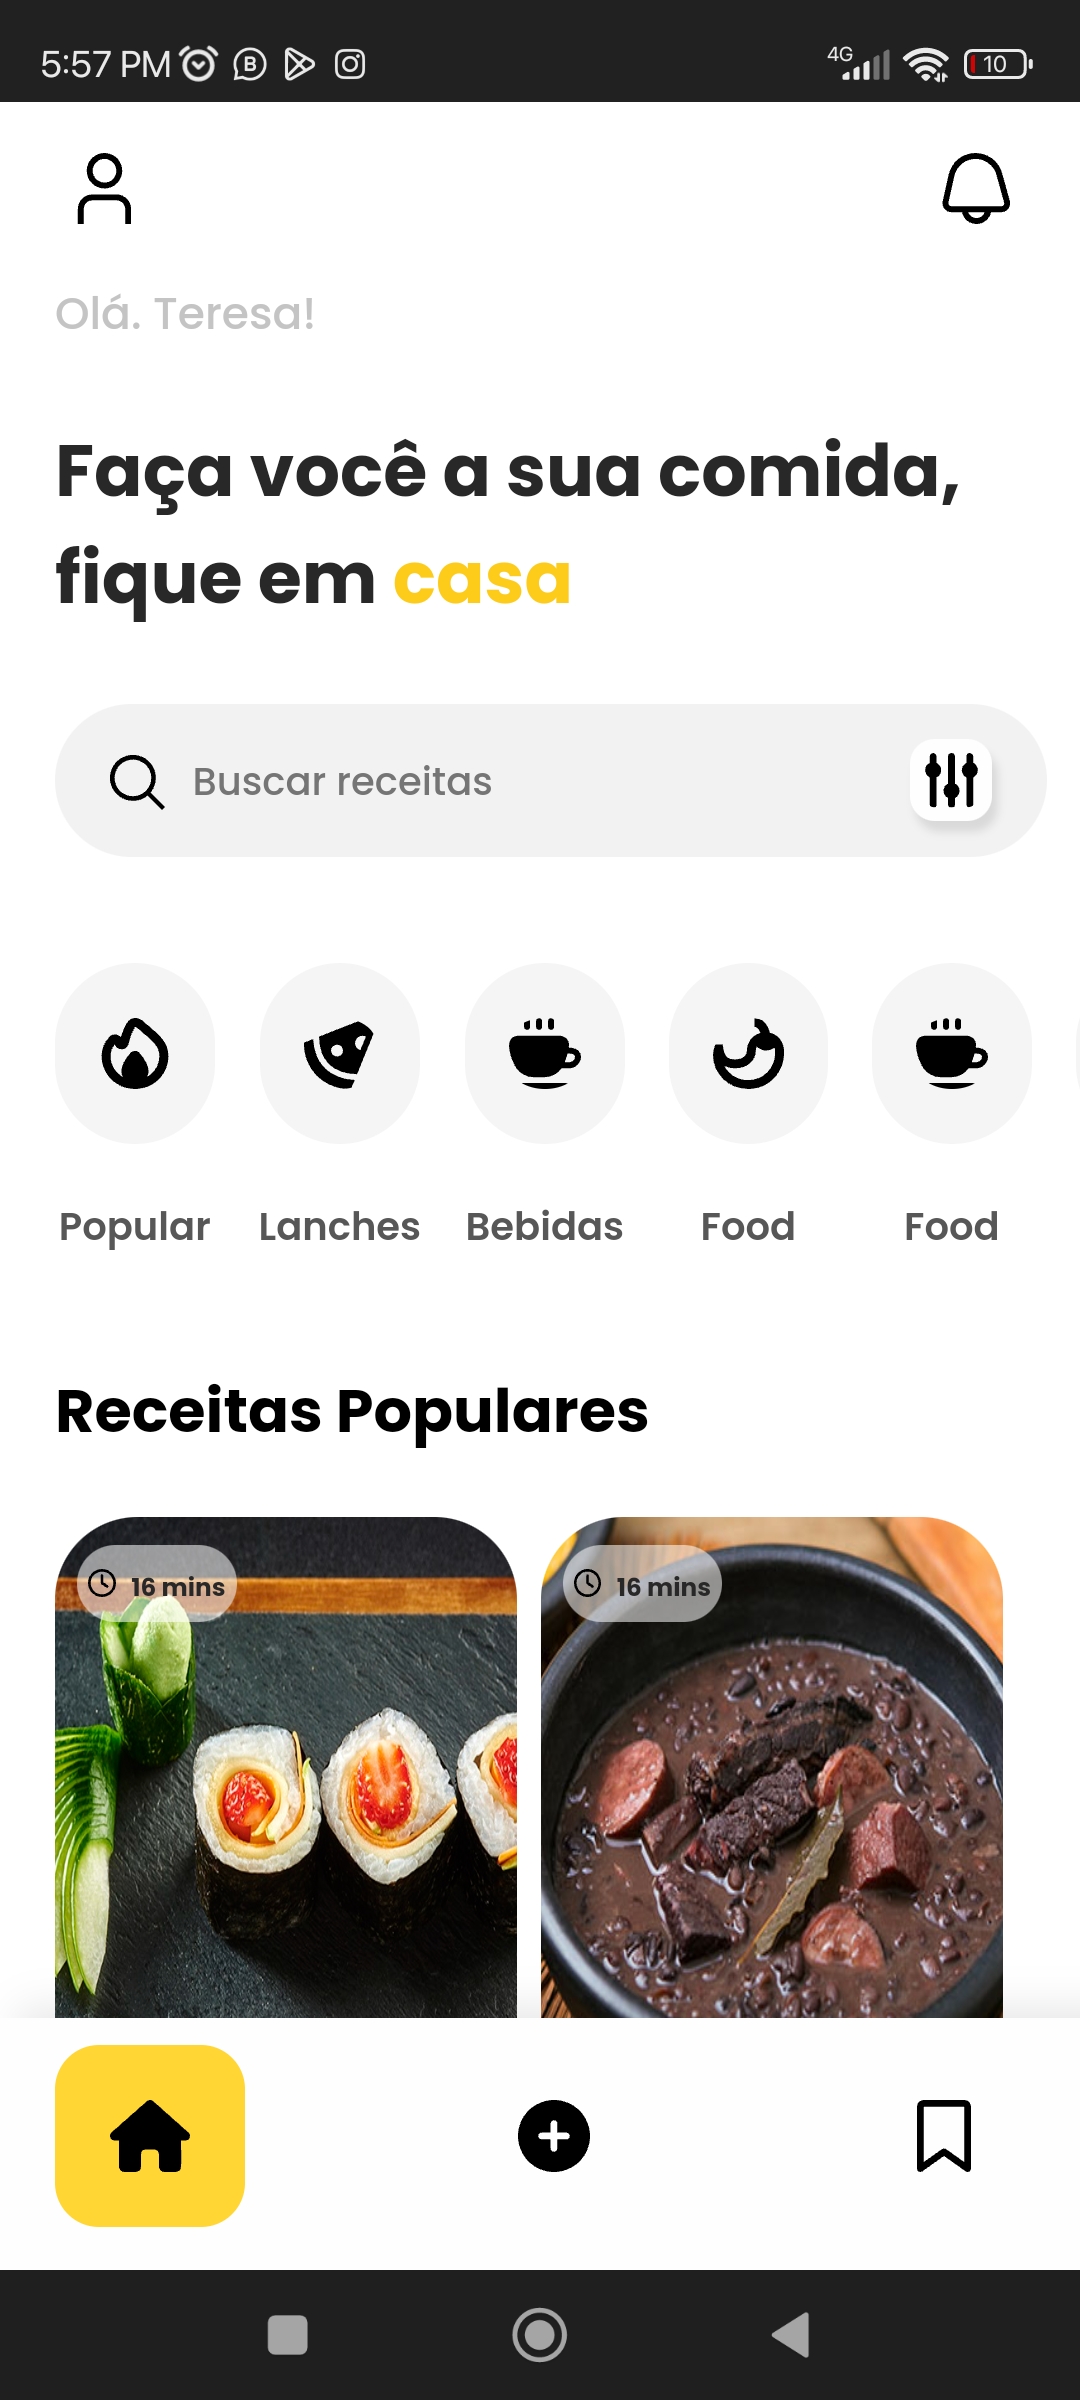 5:57 PM
4G
10
Olá. Teresa!
Faça você a sua comida,
fique em casa
Buscar receitas
Popular Lanches Bebidas Food Food
Receitas Populares
16 mins 16 mins